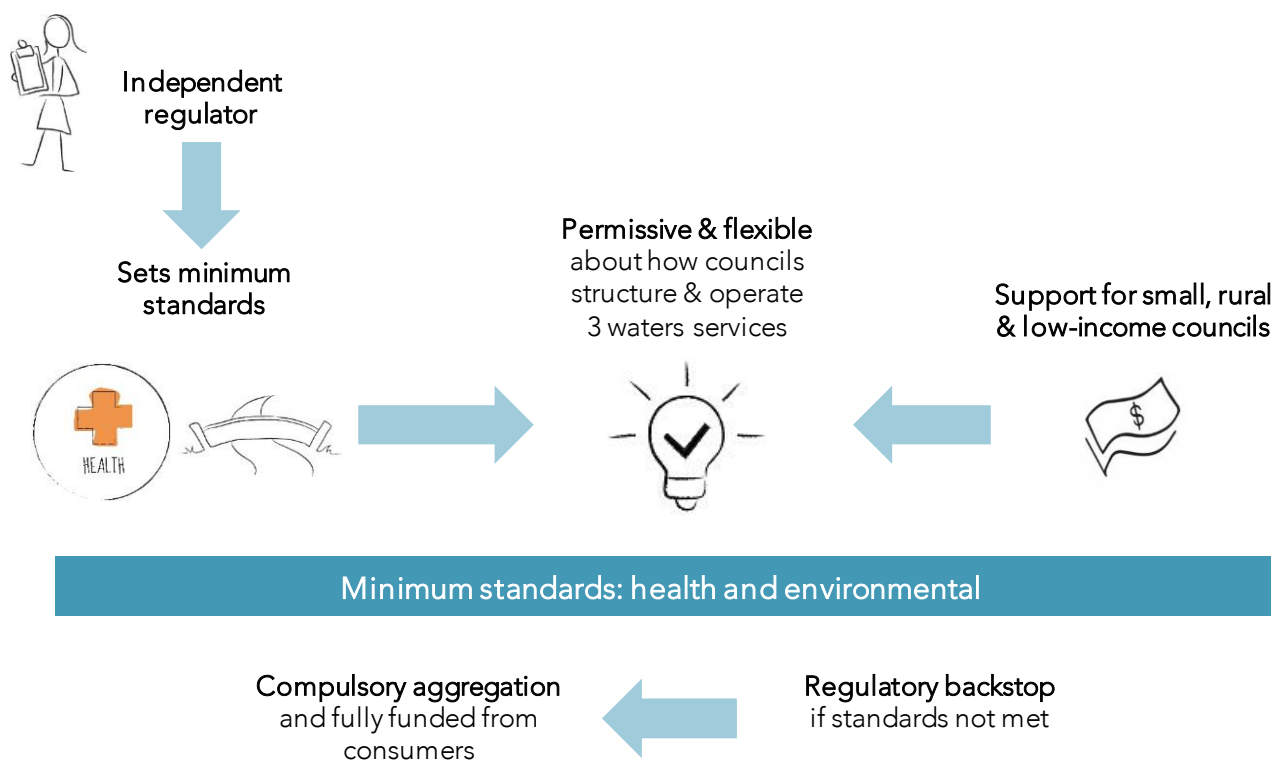 Independent
regulator
Sets minimum
standards
HEALTH
Permissive & flexible
about how councils
structure & operate
3 waters services
Support for small, rural
& low-income councils
$
Minimum standards: health and environmental
Compulsory aggregation
and fully funded from
consumers
Regulatory backstop
if standards not met